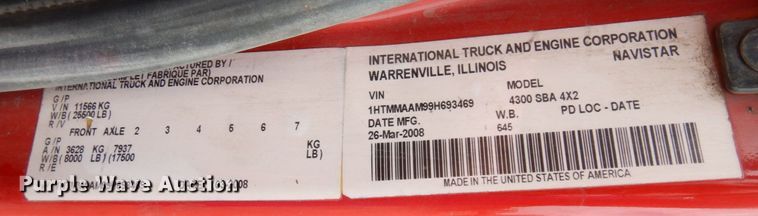 MANUFACTURED BY /
FABRIQUE PAR)
INTERNATIONAL TRUCK AND ENGINE CORPORATION
G/P
V/N 11566 KG
W/B (25500 LB)
R/V
FRONT AXLE 2 3 4 5 6 7
G/P
A/N 3628 KG 7937 KG
W/B (8000 LB) (17500 LB)
R/E
2008
INTERNATIONAL TRUCK AND ENGINE CORPORATION
WARRENVILLE, ILLINOIS NAVISTAR
VIN MODEL
1HTMMAAM99H693469 4300 SBA 4X2
DATE MFG. W.B. PD LOC - DATE
26-Mar-2008 645
MADE IN THE UNITED STATES OF AMERICA
Purple Wave Auction